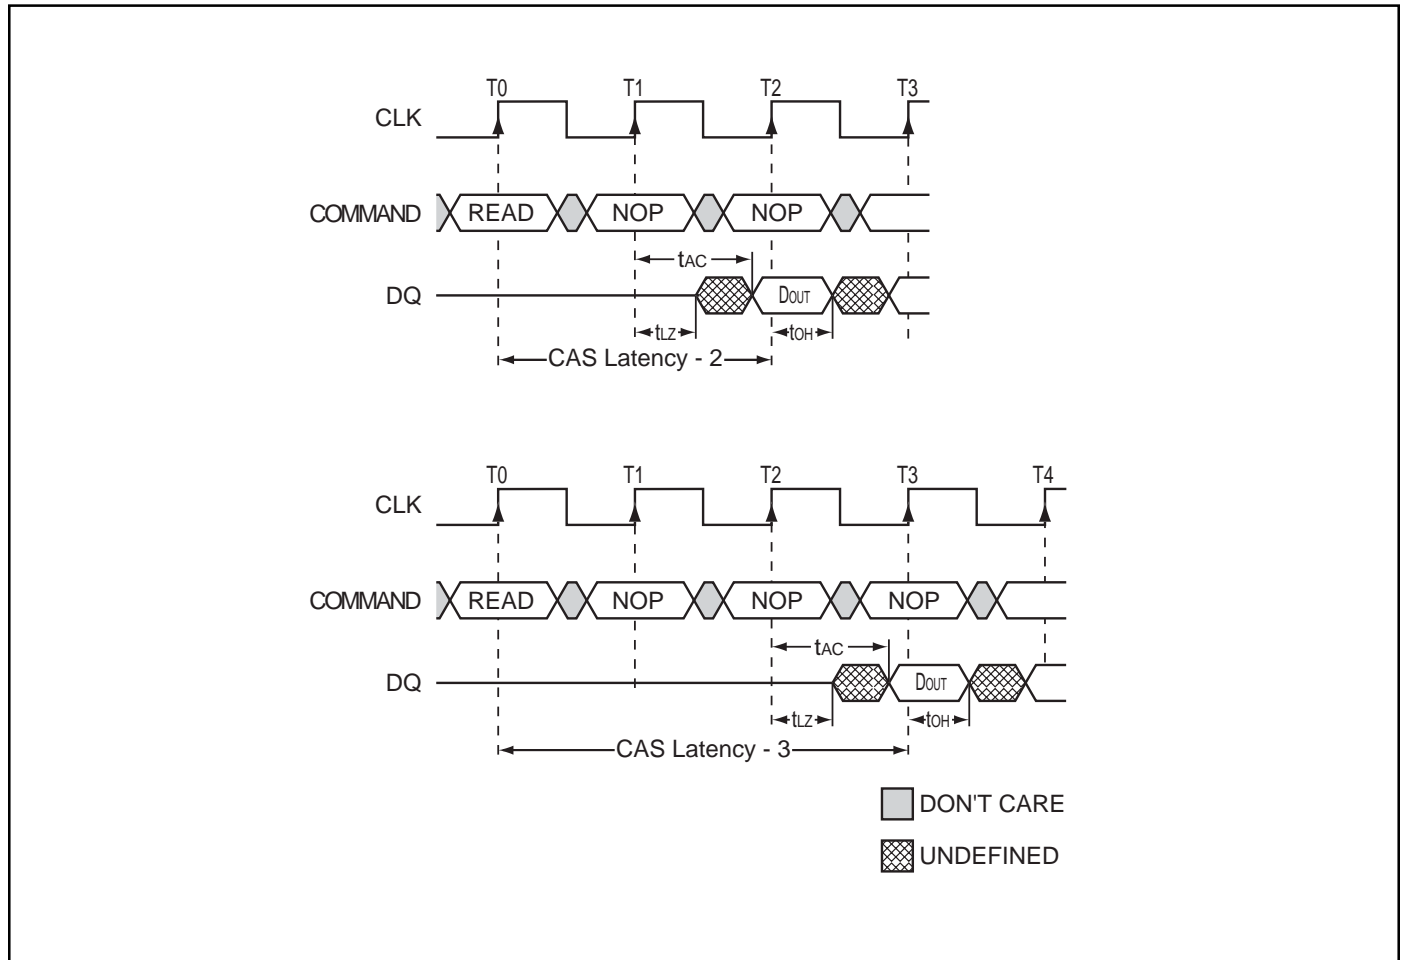 T0 T1 T2 T3
CLK
COMMAND READ NOP NOP
tAC
DQ DOUT
tLZ tOH
CAS Latency - 2
T0 T1 T2 T3 T4
CLK
COMMAND READ NOP NOP NOP
tAC
DQ DOUT
tLZ tOH
CAS Latency - 3
DON'T CARE
UNDEFINED